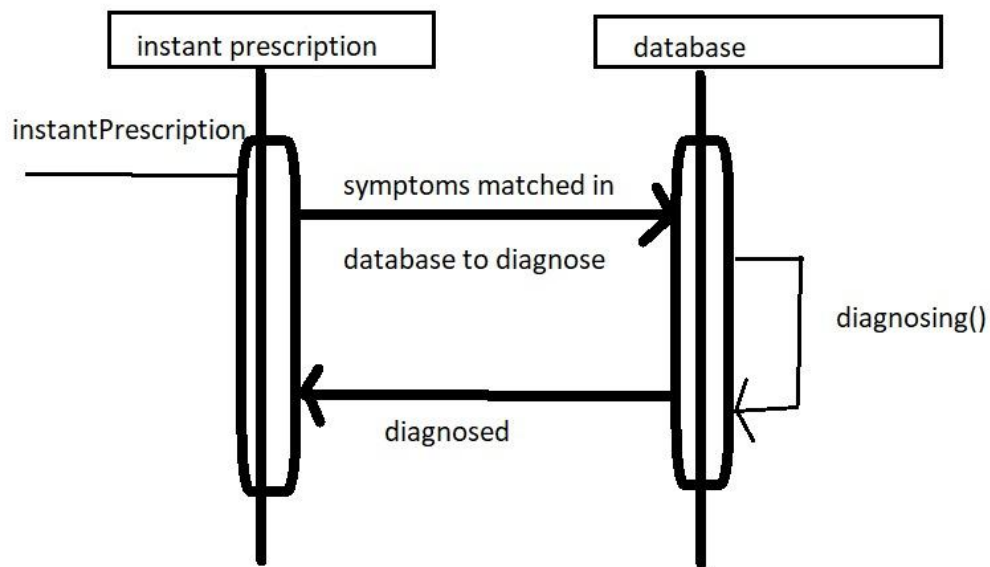 instant prescription
database
instantPrescription
symptoms matched in
database to diagnose
diagnosing()
diagnosed